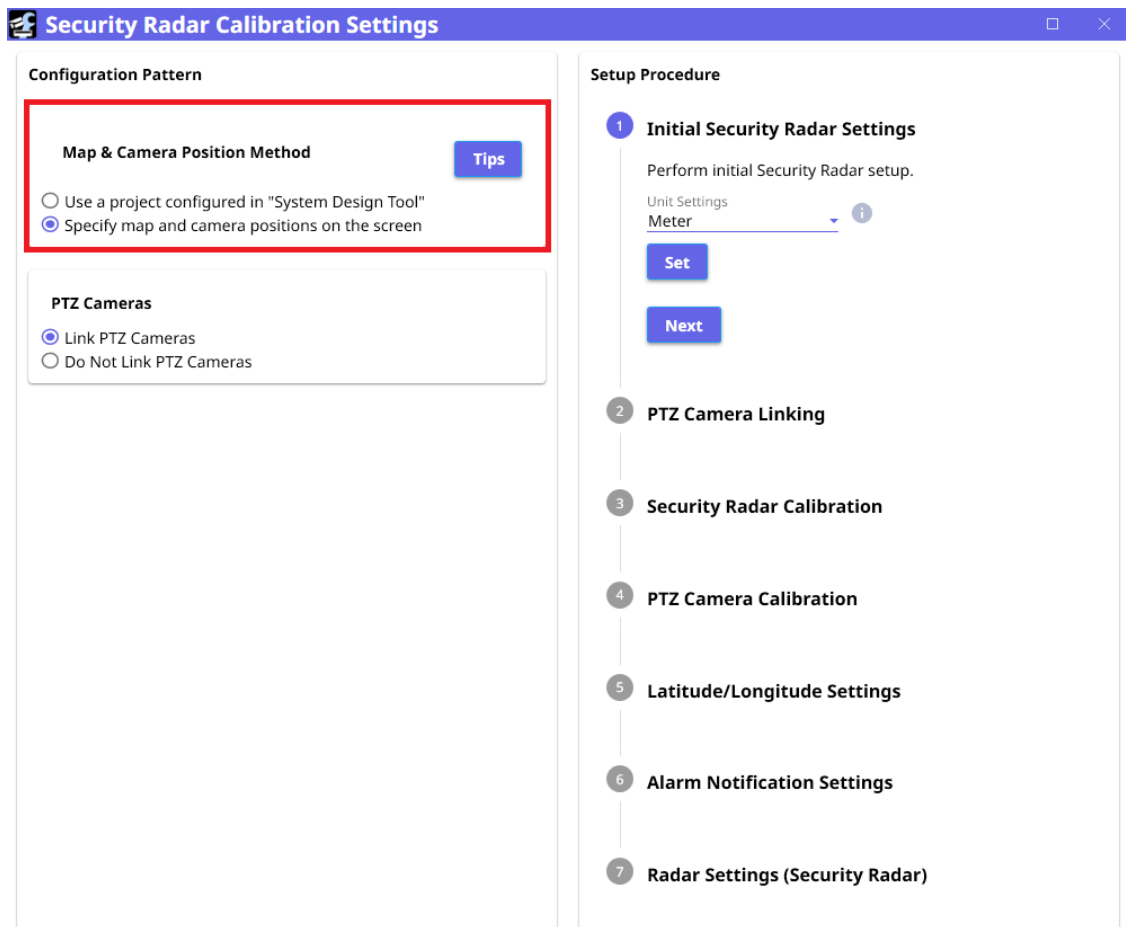 Security Radar Calibration Settings
Configuration Pattern
Map & Camera Position Method
Tips
Use a project configured in "System Design Tool"
Specify map and camera positions on the screen
PTZ Cameras
Link PTZ Cameras
Do Not Link PTZ Cameras
Setup Procedure
1 Initial Security Radar Settings
Perform initial Security Radar setup.
Unit Settings
Meter
i
Set
Next
2 PTZ Camera Linking
3 Security Radar Calibration
4 PTZ Camera Calibration
5 Latitude/Longitude Settings
6 Alarm Notification Settings
7 Radar Settings (Security Radar)